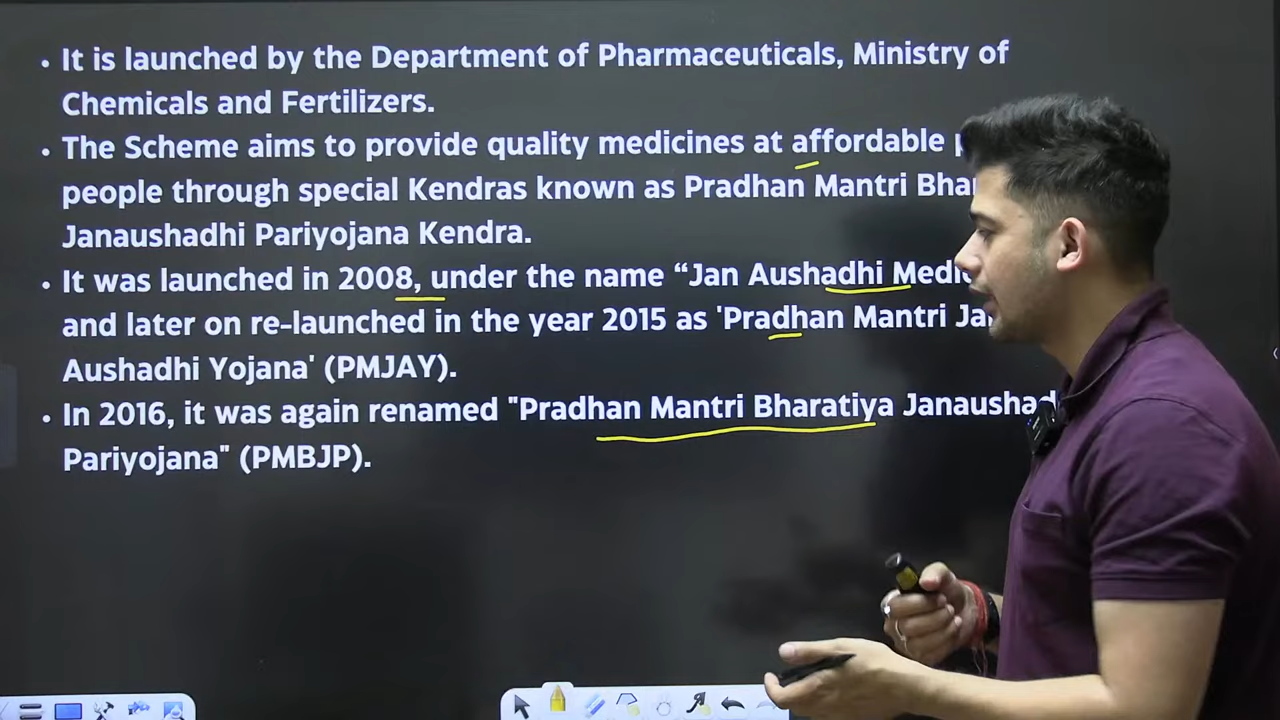 • It is launched by the Department of Pharmaceuticals, Ministry of
Chemicals and Fertilizers.
• The Scheme aims to provide quality medicines at affordable
people through special Kendras known as Pradhan Mantri
Janaushadhi Pariyojana Kendra.
• It was launched in 2008, under the name “Jan Aushadhi
and later on re-launched in the year 2015 as 'Pradhan Mantri
Aushadhi Yojana' (PMJAY).
• In 2016, it was again renamed "Pradhan Mantri Bharatiya
Pariyojana" (PMBJP).